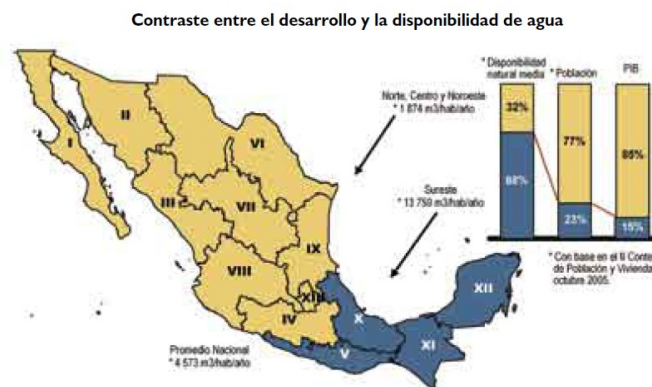 Contraste entre el desarrollo y la disponibilidad de agua
* Disponibilidad
natural media
* Población
PIB
Norte, Centro y Noroeste
* 1 874 m3/hab/año
32%
77%
85%
68%
23%
15%
Sureste
* 13 759 m3/hab/año
* Con base en el II Conte
de Población y Vivienda
octubre 2005.
I
II
VI
III
VII
IX
VIII
XIII
IV
X
V
XI
XII
Promedio Nacional
* 4 573 m3/hab/año